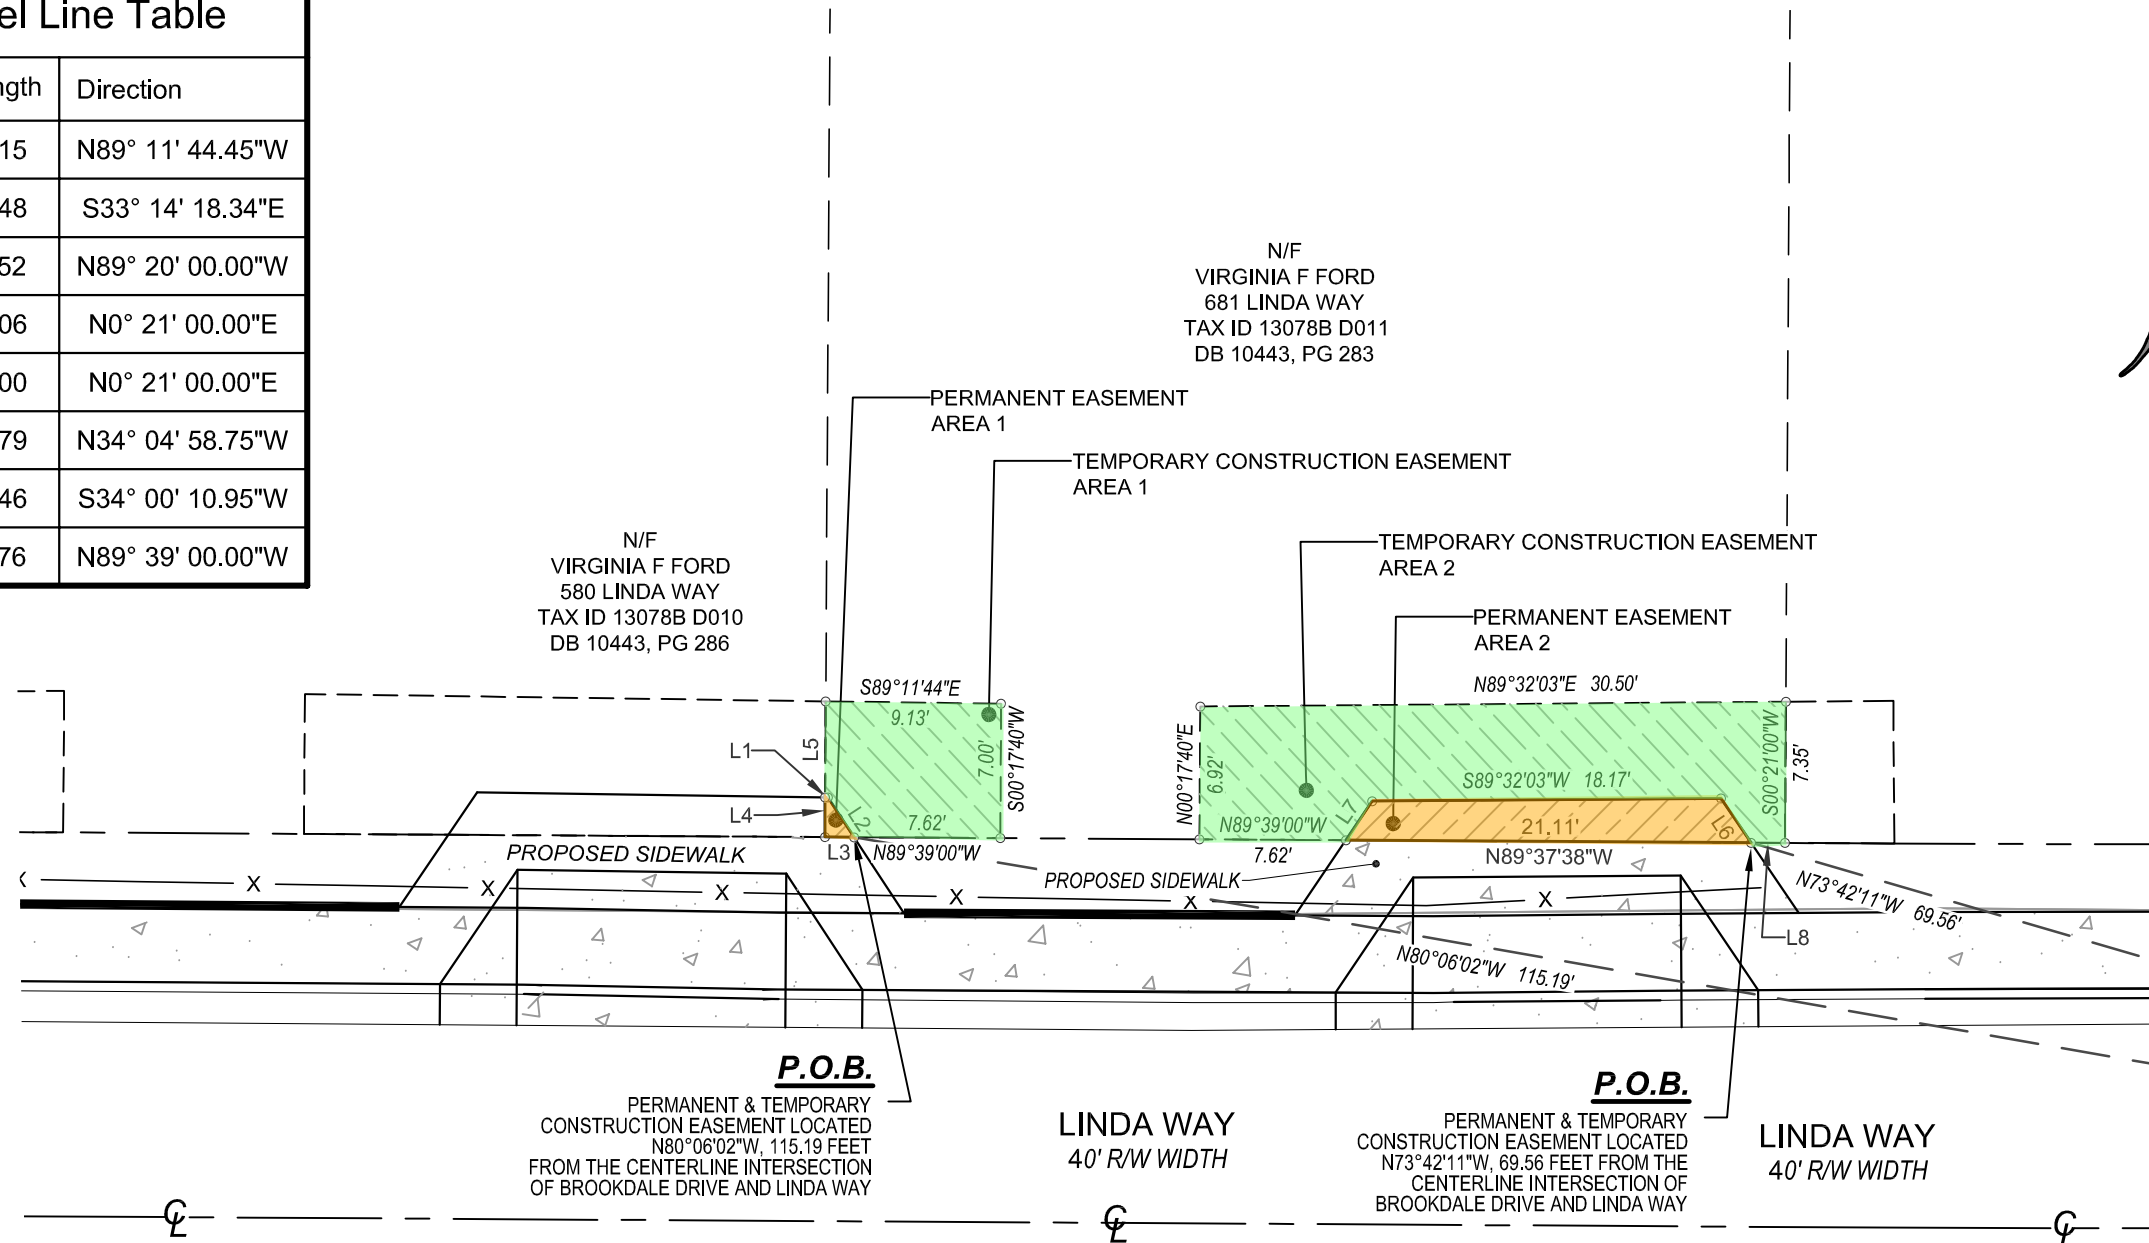 el Line Table
ngth Direction
15 N89° 11' 44.45"W
48 S33° 14' 18.34"E
52 N89° 20' 00.00"W
06 N0° 21' 00.00"E
00 N0° 21' 00.00"E
79 N34° 04' 58.75"W
46 S34° 00' 10.95"W
76 N89° 39' 00.00"W
N/F
VIRGINIA F FORD
681 LINDA WAY
TAX ID 13078B D011
DB 10443, PG 283
PERMANENT EASEMENT
AREA 1
TEMPORARY CONSTRUCTION EASEMENT
AREA 1
N/F
VIRGINIA F FORD
580 LINDA WAY
TAX ID 13078B D010
DB 10443, PG 286
TEMPORARY CONSTRUCTION EASEMENT
AREA 2
PERMANENT EASEMENT
AREA 2
S89°11'44"E
9.13'
L5
L1
L4
L2
L3
7.00'
S00°17'40"W
7.62'
N89°39'00"W
N89°32'03"E 30.50'
N00°17'40"E
6.92'
S89°32'03"W 18.17'
S00°21'00"W
7.35'
L7
L6
N89°39'00"W
7.62'
21.11'
N89°37'38"W
PROPOSED SIDEWALK
PROPOSED SIDEWALK
X
X
X
X
X
X
X
N73°42'11"W 69.56'
L8
N80°06'02"W 115.19'
P.O.B.
PERMANENT & TEMPORARY
CONSTRUCTION EASEMENT LOCATED
N80°06'02"W, 115.19 FEET
FROM THE CENTERLINE INTERSECTION
OF BROOKDALE DRIVE AND LINDA WAY
LINDA WAY
40' R/W WIDTH
P.O.B.
PERMANENT & TEMPORARY
CONSTRUCTION EASEMENT LOCATED
N73°42'11"W, 69.56 FEET FROM THE
CENTERLINE INTERSECTION OF
BROOKDALE DRIVE AND LINDA WAY
LINDA WAY
40' R/W WIDTH
℄
℄
℄